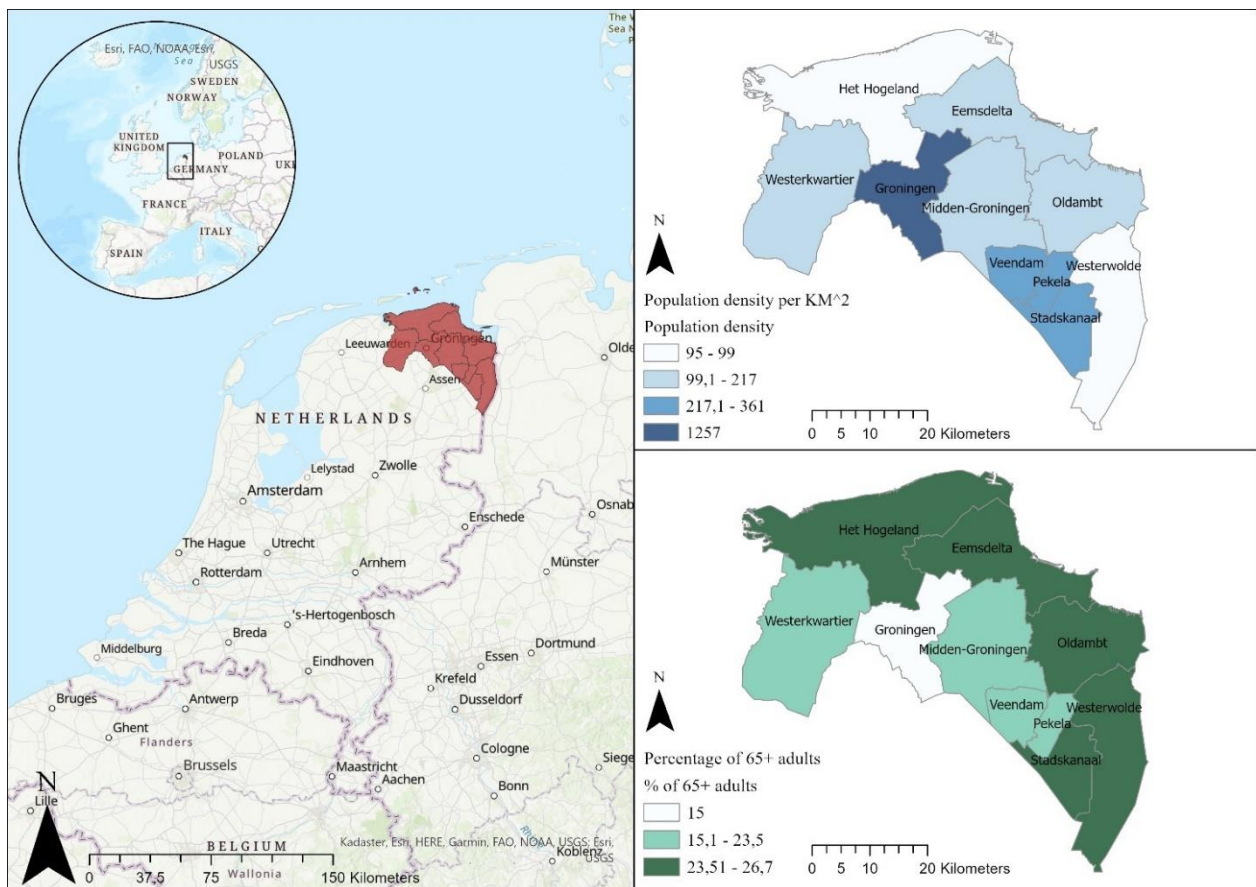 Esri, FAO, NOAA, Esri,
USGS
Sea
SWEDEN
NORWAY
UNITED
KINGDOM
POLAND
UKI
GERMANY
FRANCE
ITALY
SPAIN
The W
Sea N
P
Leeuwarden
Groningen
Olde
Assen
NETHERLANDS
Lelystad
Zwolle
Amsterdam
Osnab
Enschede
The Hague
Utrecht
Münster
Rotterdam
Arnhem
's-Hertogenbosch
Breda
Dortmund
Middelburg
Essen
Eindhoven
Krefeld
Bruges
Antwerp
Dusseldorf
Ghent
Flanders
Cologne
Brussels
Maastricht
Siege
Aachen
Bonn
N
Lille
Kadaster, Esri, HERE, Garmin, FAO, NOAA, USGS; Esri,
USGS
BELGIUM
Koblenz
Wallonia
0 37.5 75 150 Kilometers
Het Hogeland
Eemsdelta
Westerkwartier
Groningen
Midden-Groningen
Oldambt
N
Veendam
Westerwolde
Pekela
Stadskanaal
Population density per KM^2
Population density
95 - 99
99,1 - 217
217,1 - 361
1257
0 5 10 20 Kilometers
Het Hogeland
Eemsdelta
Westerkwartier
Groningen
Midden-Groningen
Oldambt
N
Veendam
Westerwolde
Pekela
Stadskanaal
Percentage of 65+ adults
% of 65+ adults
15
15,1 - 23,5
23,51 - 26,7
0 5 10 20 Kilometers